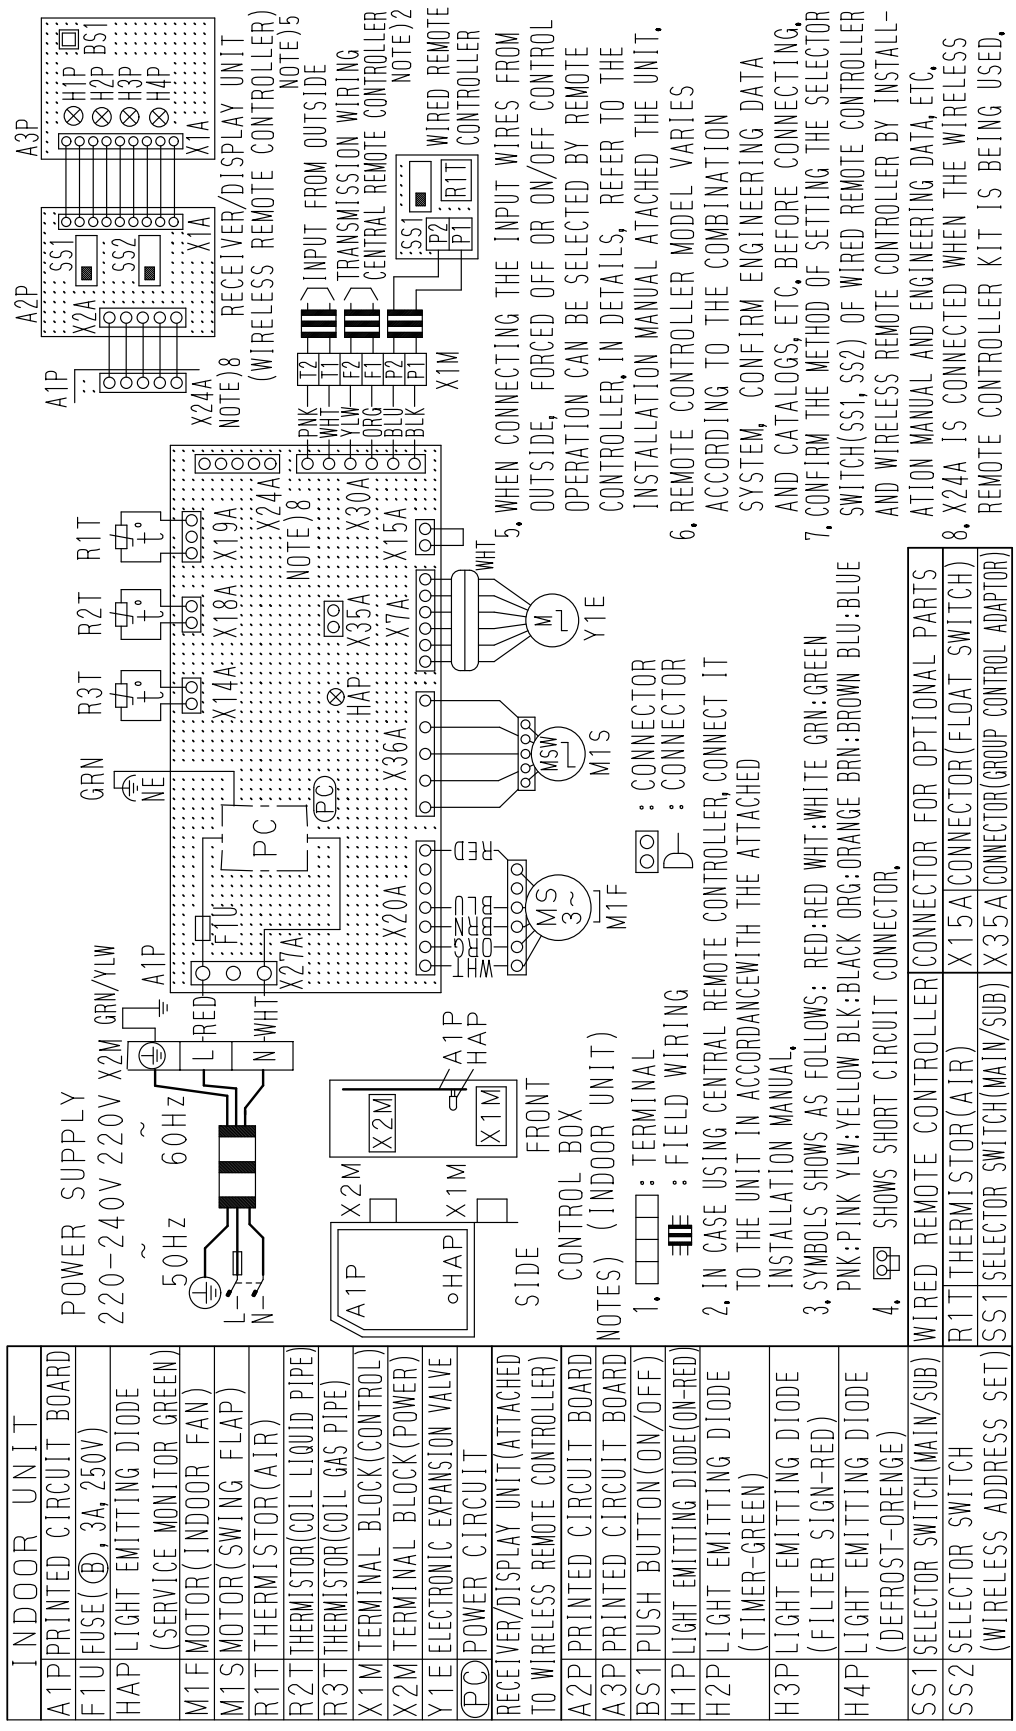 INDOOR UNIT
A1P PRINTED CIRCUIT BOARD
F1U FUSE(Ⓑ, 3A, 250V)
HAP LIGHT EMITTING DIODE
(SERVICE MONITOR GREEN)
M1F MOTOR(INDOOR FAN)
M1S MOTOR(SWING FLAP)
R1T THERMISTOR(AIR)
R2T THERMISTOR(COIL LIQUID PIPE)
R3T THERMISTOR(COIL GAS PIPE)
X1M TERMINAL BLOCK(CONTROL)
X2M TERMINAL BLOCK(POWER)
Y1E ELECTRONIC EXPANSION VALVE
PC POWER CIRCUIT
RECEIVER/DISPLAY UNIT(ATTACHED
TO WIRELESS REMOTE CONTROLLER)
A2P PRINTED CIRCUIT BOARD
A3P PRINTED CIRCUIT BOARD
BS1 PUSH BUTTON(ON/OFF)
H1P LIGHT EMITTING DIODE(ON-RED)
H2P LIGHT EMITTING DIODE
(TIMER-GREEN)
H3P LIGHT EMITTING DIODE
(FILTER SIGN-RED)
H4P LIGHT EMITTING DIODE
(DEFROST-ORENGE)
SS1 SELECTOR SWITCH(MAIN/SUB)
SS2 SELECTOR SWITCH
(WIRELESS ADDRESS SET)
WIRED REMOTE CONTROLLER
R1T THERMISTOR(AIR)
SS1 SELECTOR SWITCH(MAIN/SUB)
CONNECTOR FOR OPTIONAL PARTS
X15A CONNECTOR(FLOAT SWITCH)
X35A CONNECTOR(GROUP CONTROL ADAPTOR)
POWER SUPPLY
220-240V 220V
~ ~
50Hz 60Hz
L
N
X2M
GRN/YLW
L
N
RED
WHT
A1P
X27A
F1U
PC
PC
GRN
NE
R3T
t°
X14A
R2T
t°
X18A
R1T
t°
X19A
X24A
NOTE)8
X30A
X35A
HAP
X15A
X7A
X36A
X20A
WHT
ORG
BRN
BLU
RED
MS
3~
M1F
MSW
M1S
M
Y1E
WHT
PNK
WHT
YLW
ORG
BLU
BLK
T2
T1
F2
F1
P2
P1
X1M
INPUT FROM OUTSIDE
NOTE)5
TRANSMISSION WIRING
CENTRAL REMOTE CONTROLLER
NOTE)2
WIRED REMOTE
CONTROLLER
SS1
P2
P1
R1T
A1P
X24A
NOTE)8
A2P
X2A
SS1
SS2
X1A
A3P
H1P
H2P
H3P
H4P
BS1
X1A
RECEIVER/DISPLAY UNIT
(WIRELESS REMOTE CONTROLLER)
A1P
HAP
X2M
X1M
SIDE
X2M
X1M
A1P
HAP
FRONT
CONTROL BOX
(INDOOR UNIT)
NOTES)
1. : TERMINAL : CONNECTOR
: FIELD WIRING : CONNECTOR
2. IN CASE USING CENTRAL REMOTE CONTROLLER, CONNECT IT
TO THE UNIT IN ACCORDANCEWITH THE ATTACHED
INSTALLATION MANUAL.
3. SYMBOLS SHOWS AS FOLLOWS: RED:RED WHT:WHITE GRN:GREEN
PNK:PINK YLW:YELLOW BLK:BLACK ORG:ORANGE BRN:BROWN BLU:BLUE
4. SHOWS SHORT CIRCUIT CONNECTOR.
5. WHEN CONNECTING THE INPUT WIRES FROM
OUTSIDE, FORCED OFF OR ON/OFF CONTROL
OPERATION CAN BE SELECTED BY REMOTE
CONTROLLER. IN DETAILS, REFER TO THE
INSTALLATION MANUAL ATACHED THE UNIT.
6. REMOTE CONTROLLER MODEL VARIES
ACCORDING TO THE COMBINATION
SYSTEM, CONFIRM ENGINEERING DATA
AND CATALOGS, ETC. BEFORE CONNECTING.
7. CONFIRM THE METHOD OF SETTING THE SELECTOR
SWITCH(SS1, SS2) OF WIRED REMOTE CONTROLLER
AND WIRELESS REMOTE CONTROLLER BY INSTALL-
ATION MANUAL AND ENGINEERING DATA, ETC.
8. X24A IS CONNECTED WHEN THE WIRELESS
REMOTE CONTROLLER KIT IS BEING USED.